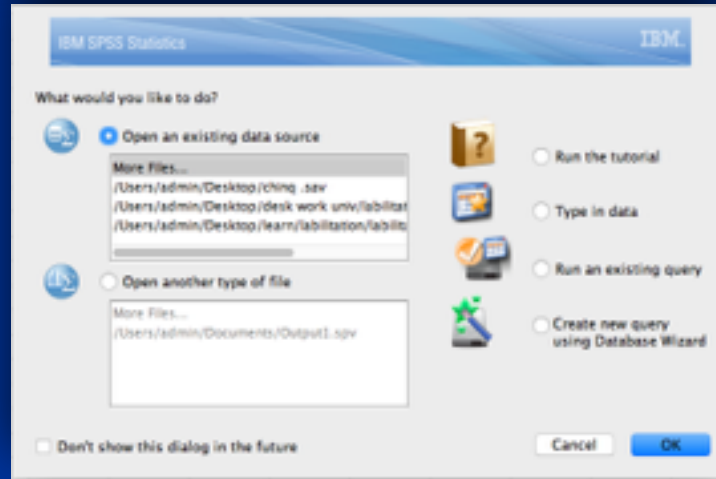 IBM SPSS Statistics
IBM.
What would you like to do?
Open an existing data source
More Files...
/Users/admin/Desktop/chinq .sav
/Users/admin/Desktop/desk work univ/labilitat
/Users/admin/Desktop/learn/labilitation/labilita
Open another type of file
More Files...
/Users/admin/Documents/Output1.spv
Run the tutorial
Type in data
Run an existing query
Create new query
using Database Wizard
Don't show this dialog in the future
Cancel
OK